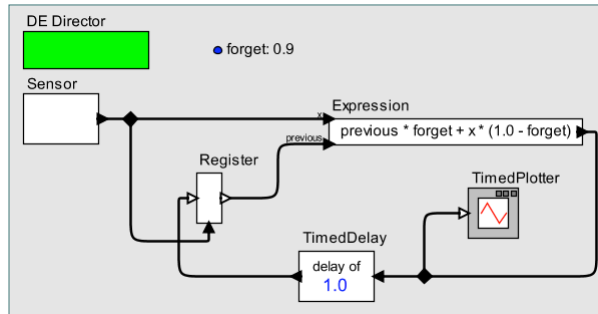 DE Director
forget: 0.9
Sensor
Expression
x
previous * forget + x * (1.0 - forget)
previous
Register
TimedPlotter
TimedDelay
delay of
1.0